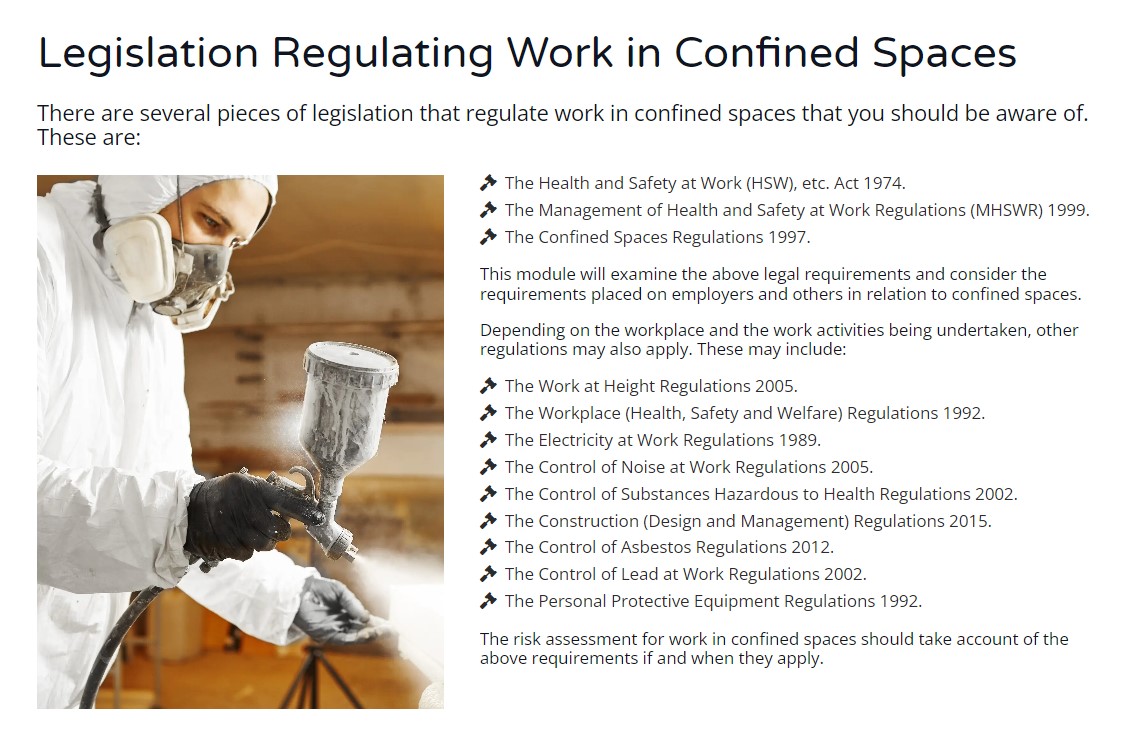 Legislation Regulating Work in Confined Spaces
There are several pieces of legislation that regulate work in confined spaces that you should be aware of.
These are:
The Health and Safety at Work (HSW), etc. Act 1974.
The Management of Health and Safety at Work Regulations (MHSWR) 1999.
The Confined Spaces Regulations 1997.
This module will examine the above legal requirements and consider the
requirements placed on employers and others in relation to confined spaces.
Depending on the workplace and the work activities being undertaken, other
regulations may also apply. These may include:
The Work at Height Regulations 2005.
The Workplace (Health, Safety and Welfare) Regulations 1992.
The Electricity at Work Regulations 1989.
The Control of Noise at Work Regulations 2005.
The Control of Substances Hazardous to Health Regulations 2002.
The Construction (Design and Management) Regulations 2015.
The Control of Asbestos Regulations 2012.
The Control of Lead at Work Regulations 2002.
The Personal Protective Equipment Regulations 1992.
The risk assessment for work in confined spaces should take account of the
above requirements if and when they apply.